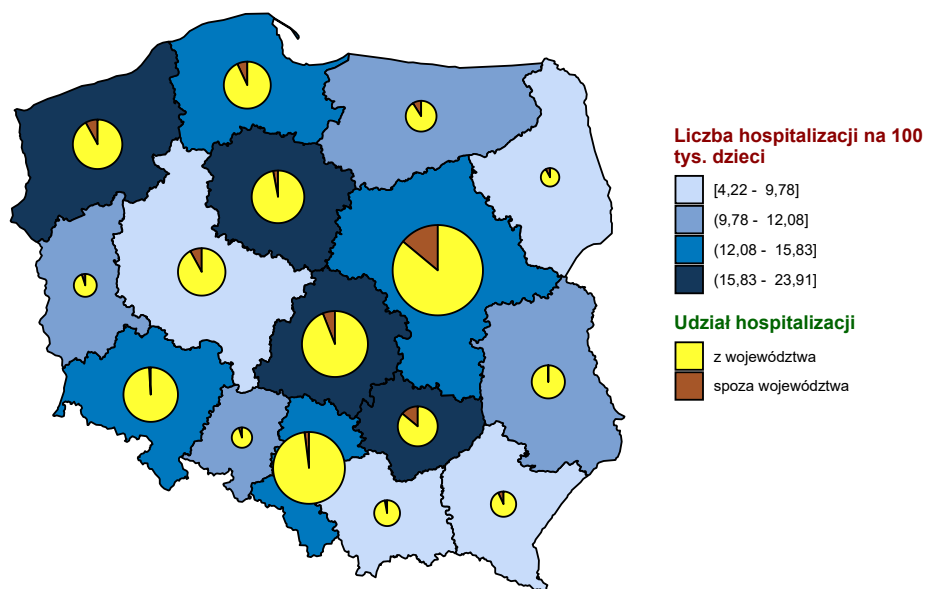 Liczba hospitalizacji na 100
tys. dzieci
[4,22 - 9,78]
(9,78 - 12,08]
(12,08 - 15,83]
(15,83 - 23,91]
Udział hospitalizacji
z województwa
spoza województwa